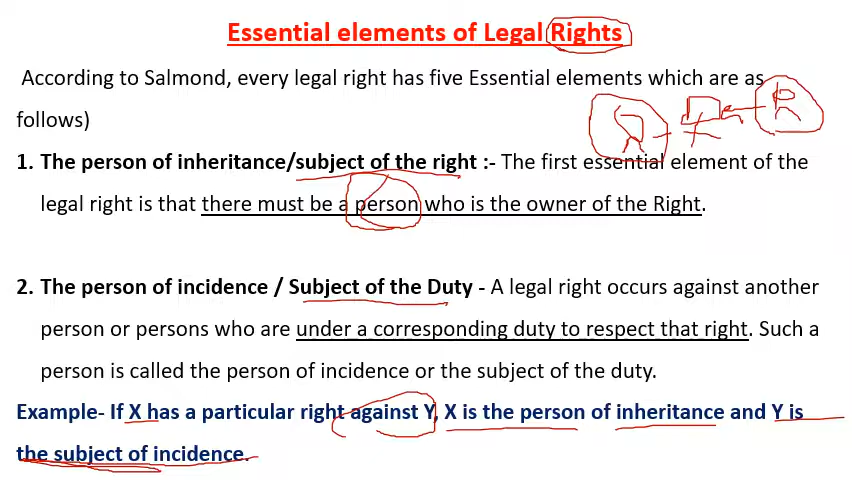 Essential elements of Legal Rights
According to Salmond, every legal right has five Essential elements which are as
follows)
1. The person of inheritance/subject of the right :- The first essential element of the
legal right is that there must be a person who is the owner of the Right.
2. The person of incidence / Subject of the Duty - A legal right occurs against another
person or persons who are under a corresponding duty to respect that right. Such a
person is called the person of incidence or the subject of the duty.
Example- If X has a particular right against Y, X is the person of inheritance and Y is
the subject of incidence.